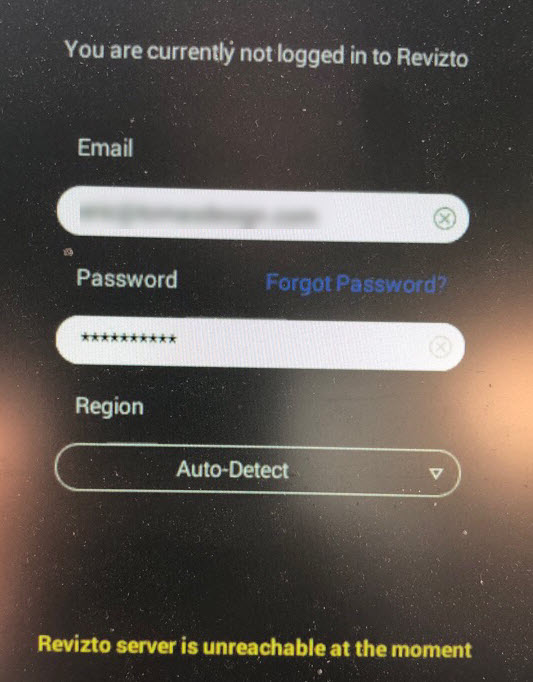 You are currently not logged in to Revizto
Email
Password
Forgot Password?
**********
Region
Auto-Detect
Revizto server is unreachable at the moment